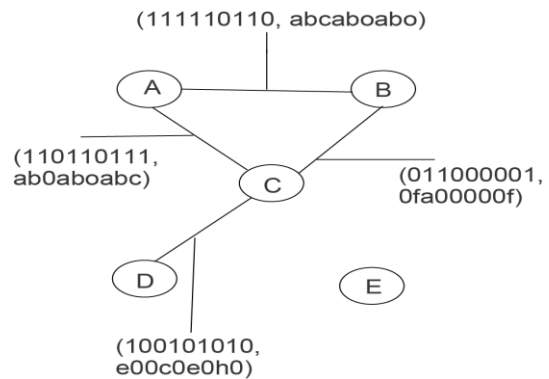 (111110110, abcaboabo)
A
B
(110110111,
ab0aboabc)
C
(011000001,
0fa00000f)
D
E
(100101010,
e00c0e0h0)